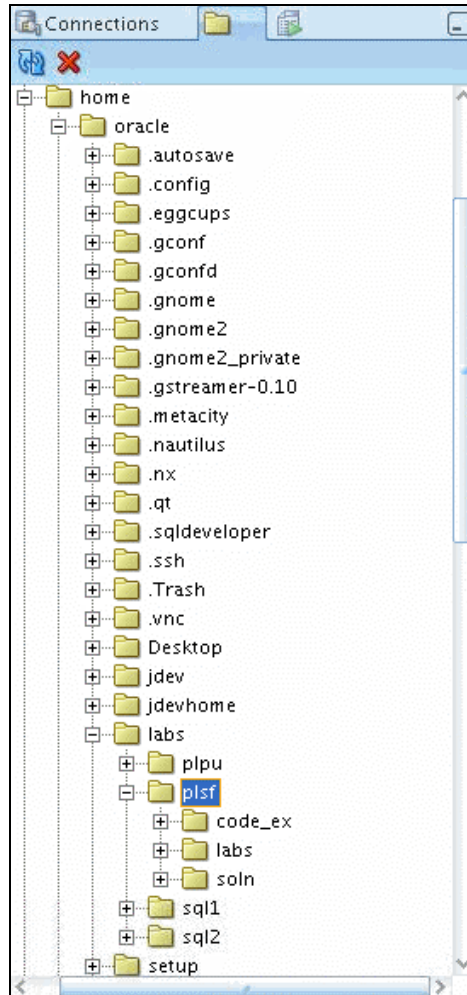 Connections
home
oracle
.autosave
.config
.eggcups
.gconf
.gconfd
.gnome
.gnome2
.gnome2_private
.gstreamer-0.10
.metacity
.nautilus
.nx
.qt
.sqldeveloper
.ssh
.Trash
.vnc
Desktop
jdev
jdevhome
labs
plpu
plsf
code_ex
labs
soln
sql1
sql2
setup